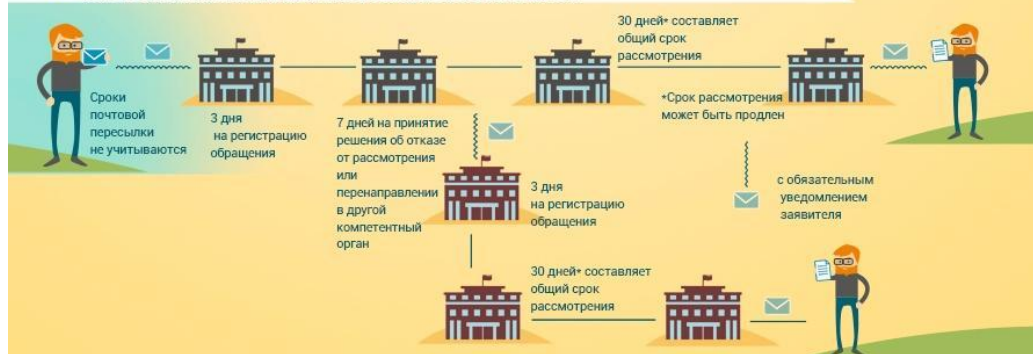 30 дней* составляет
общий срок
рассмотрения
Сроки
почтовой
пересылки
не учитываются
3 дня
на регистрацию
обращения
7 дней на принятие
решения об отказе
от рассмотрения
или
перенаправлении
в другой
компетентный
орган
*Срок рассмотрения
может быть продлен
3 дня
на регистрацию
обращения
с обязательным
уведомлением
заявителя
30 дней* составляет
общий срок
рассмотрения